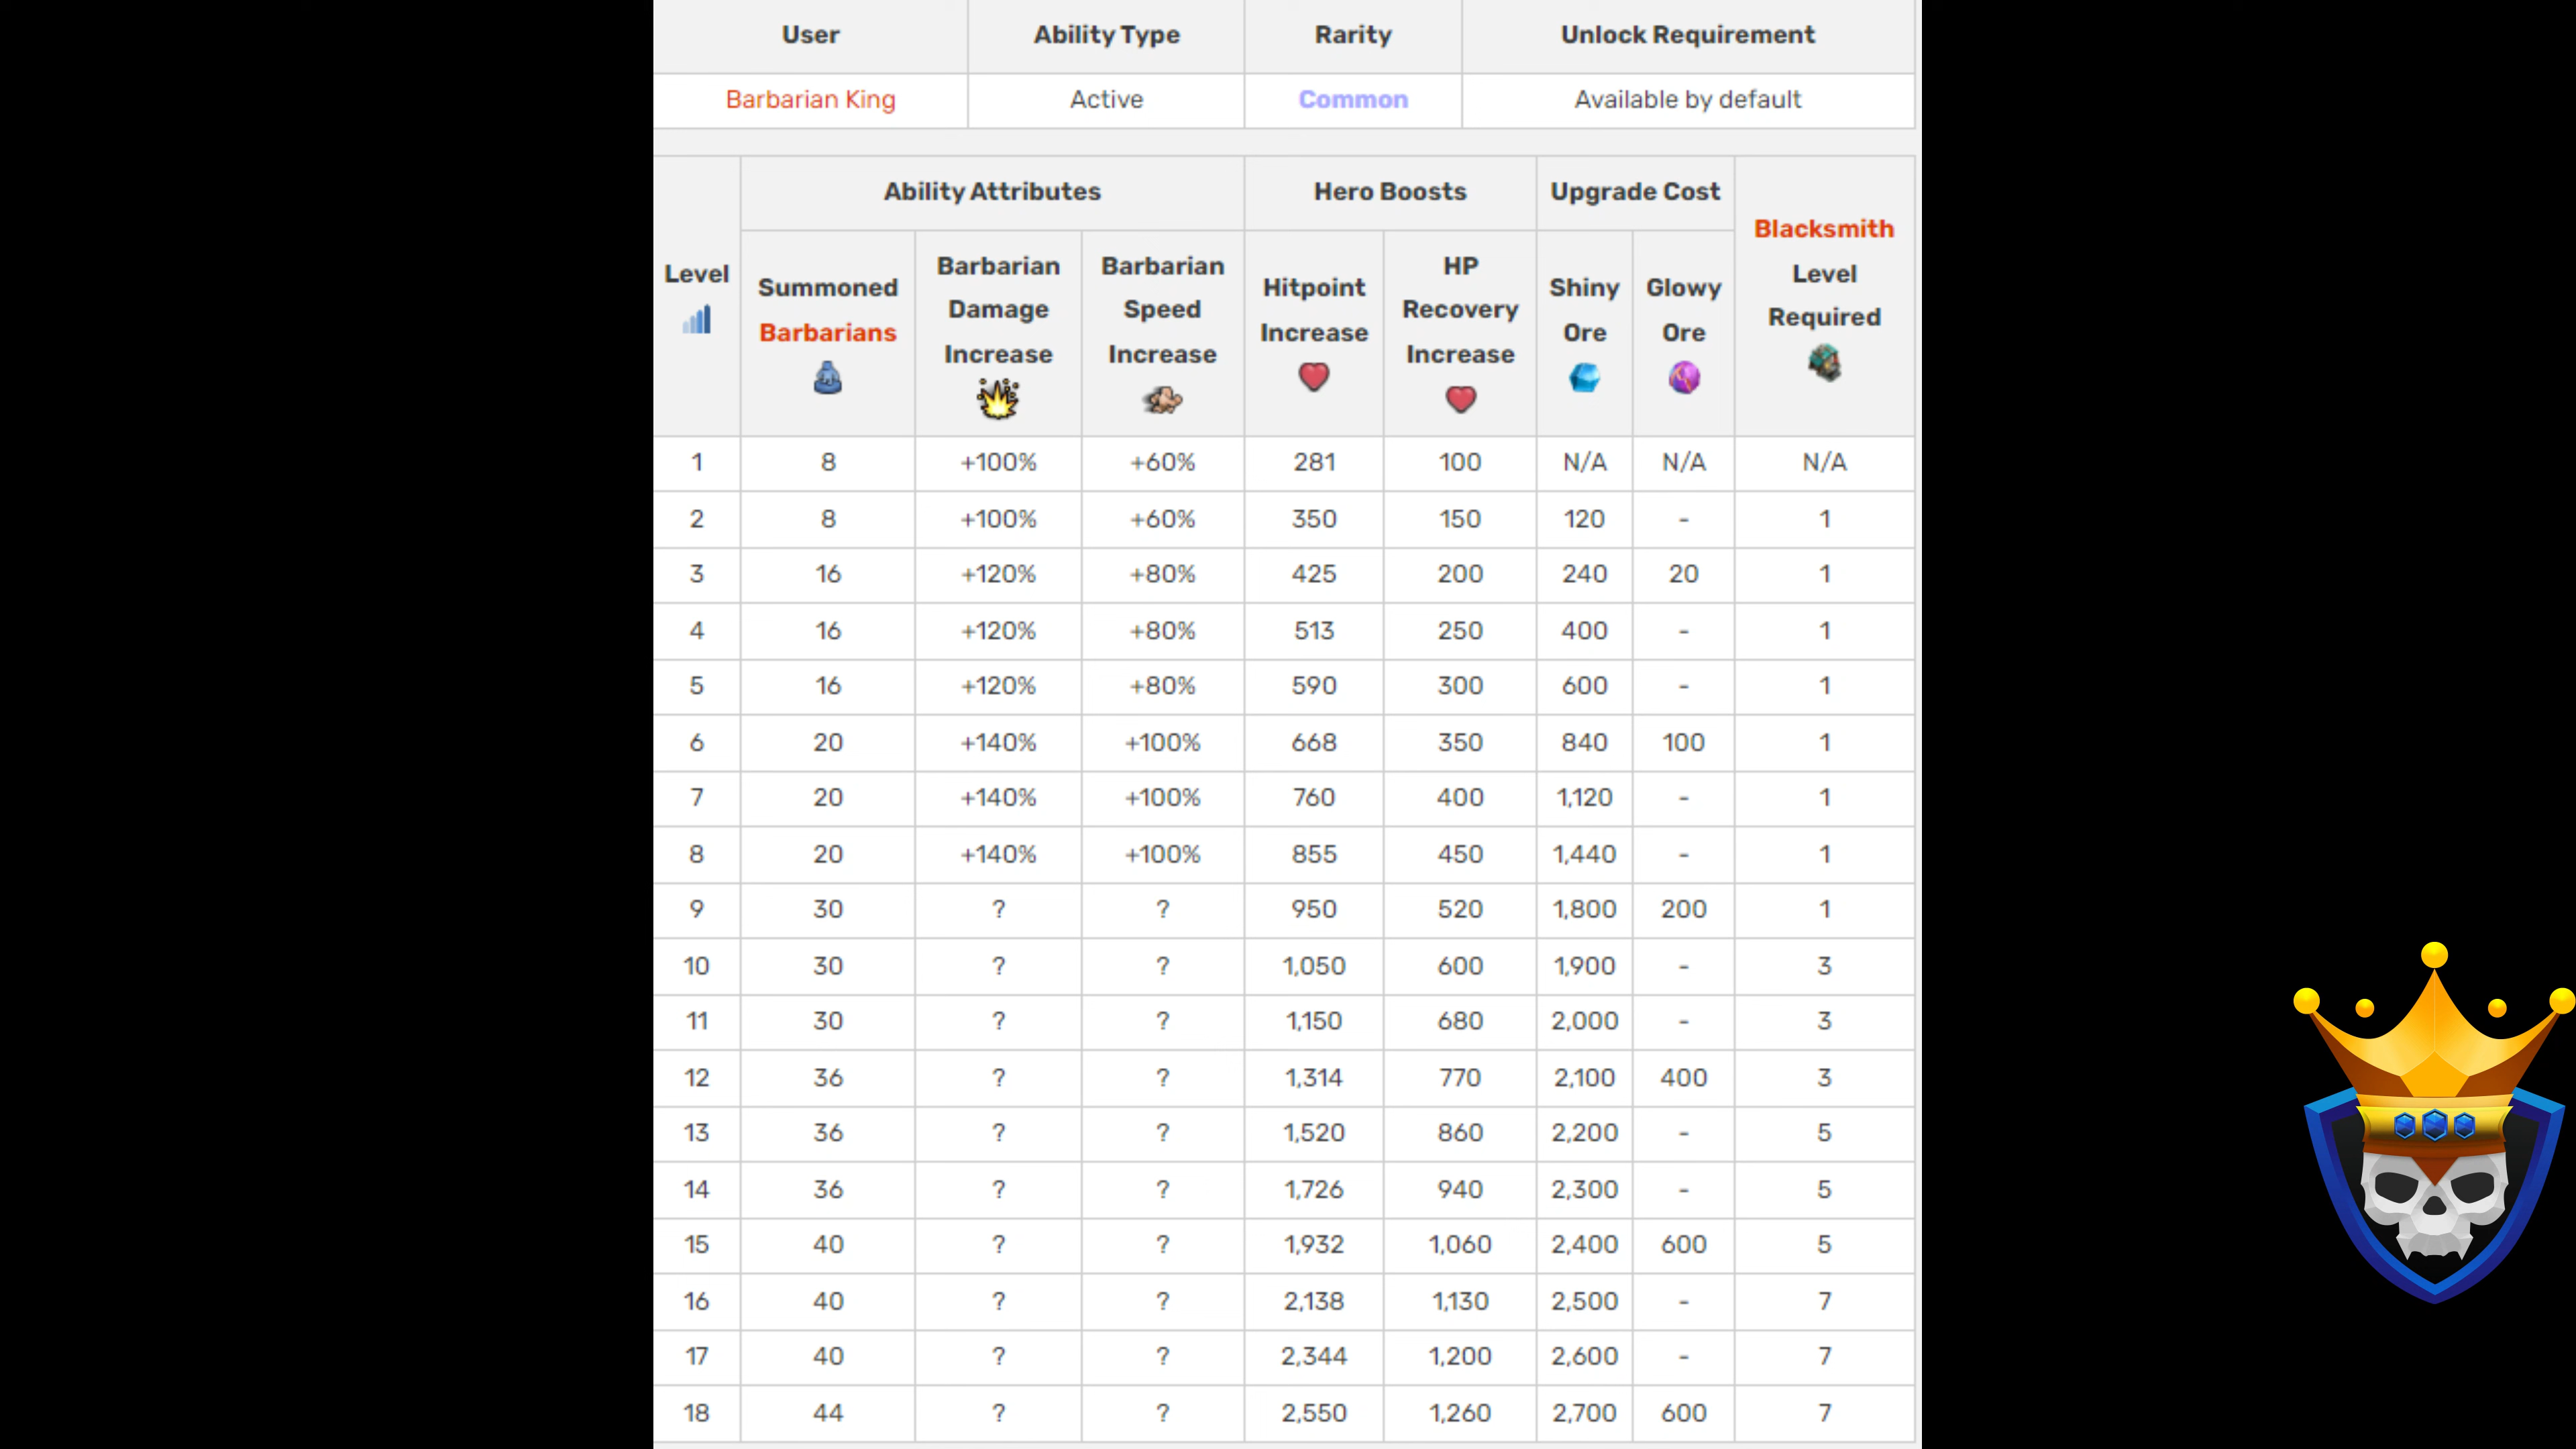 User Ability Type Rarity Unlock Requirement
Barbarian King Active Common Available by default
Level Ability Attributes Hero Boosts Upgrade Cost Blacksmith Level Required
Summoned Barbarians Barbarian Damage Increase Barbarian Speed Increase Hitpoint Increase HP Recovery Increase Shiny Ore Glowy Ore
1 8 +100% +60% 281 100 N/A N/A N/A
2 8 +100% +60% 350 150 120 - 1
3 16 +120% +80% 425 200 240 20 1
4 16 +120% +80% 513 250 400 - 1
5 16 +120% +80% 590 300 600 - 1
6 20 +140% +100% 668 350 840 100 1
7 20 +140% +100% 760 400 1,120 - 1
8 20 +140% +100% 855 450 1,440 - 1
9 30 ? ? 950 520 1,800 200 1
10 30 ? ? 1,050 600 1,900 - 3
11 30 ? ? 1,150 680 2,000 - 3
12 36 ? ? 1,314 770 2,100 400 3
13 36 ? ? 1,520 860 2,200 - 5
14 36 ? ? 1,726 940 2,300 - 5
15 40 ? ? 1,932 1,060 2,400 600 5
16 40 ? ? 2,138 1,130 2,500 - 7
17 40 ? ? 2,344 1,200 2,600 - 7
18 44 ? ? 2,550 1,260 2,700 600 7